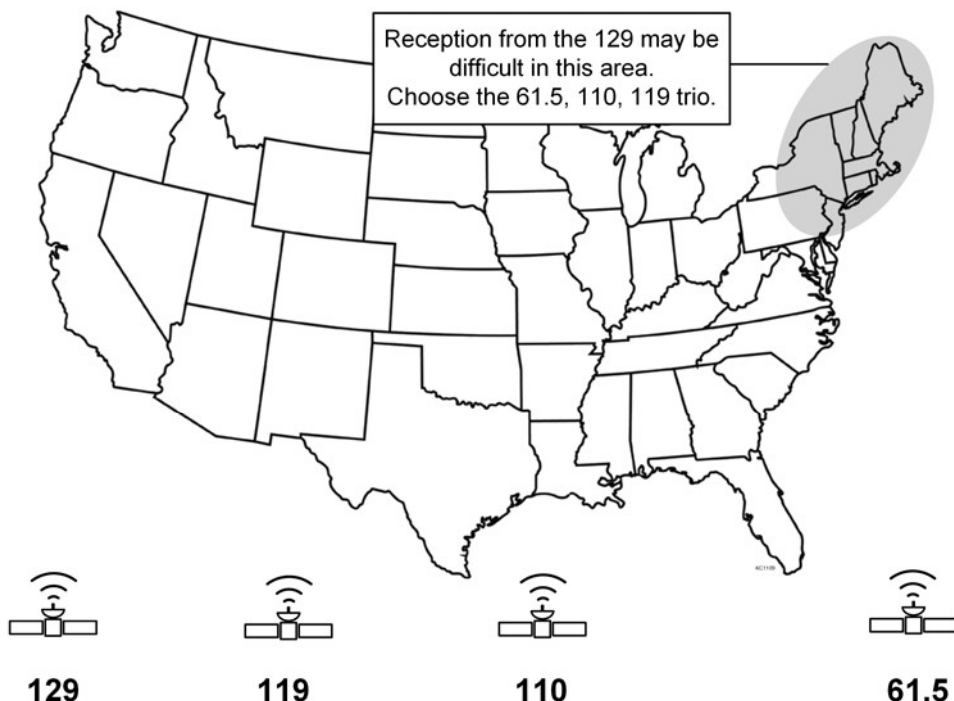 Reception from the 129 may be
difficult in this area.
Choose the 61.5, 110, 119 trio.
AC1109
129
119
110
61.5